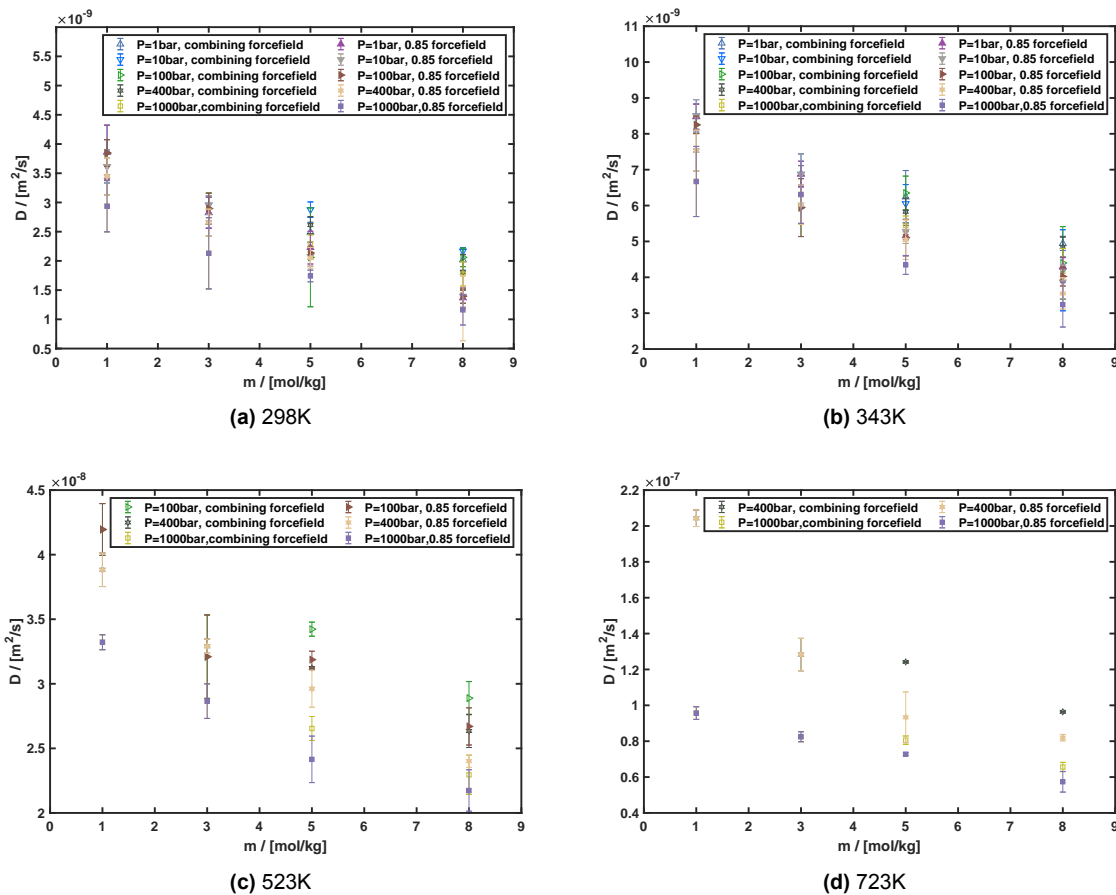 ×10⁻⁹
5.5
5
4.5
4
3.5
3
2.5
2
1.5
1
0.5
D / [m²/s]
P=1bar, combining forcefield
P=10bar, combining forcefield
P=100bar, combining forcefield
P=400bar, combining forcefield
P=1000bar,combining forcefield
P=1bar, 0.85 forcefield
P=10bar, 0.85 forcefield
P=100bar, 0.85 forcefield
P=400bar, 0.85 forcefield
P=1000bar,0.85 forcefield
0 1 2 3 4 5 6 7 8 9
m / [mol/kg]
(a) 298K
×10⁻⁹
11
10
9
8
7
6
5
4
3
2
D / [m²/s]
P=1bar, combining forcefield
P=10bar, combining forcefield
P=100bar, combining forcefield
P=400bar, combining forcefield
P=1000bar,combining forcefield
P=1bar, 0.85 forcefield
P=10bar, 0.85 forcefield
P=100bar, 0.85 forcefield
P=400bar, 0.85 forcefield
P=1000bar,0.85 forcefield
0 1 2 3 4 5 6 7 8 9
m / [mol/kg]
(b) 343K
×10⁻⁸
4.5
4
3.5
3
2.5
2
D / [m²/s]
P=100bar, combining forcefield
P=400bar, combining forcefield
P=1000bar,combining forcefield
P=100bar, 0.85 forcefield
P=400bar, 0.85 forcefield
P=1000bar,0.85 forcefield
0 1 2 3 4 5 6 7 8 9
m / [mol/kg]
(c) 523K
×10⁻⁷
2.2
2
1.8
1.6
1.4
1.2
1
0.8
0.6
0.4
D / [m²/s]
P=400bar, combining forcefield
P=1000bar,combining forcefield
P=400bar, 0.85 forcefield
P=1000bar,0.85 forcefield
0 1 2 3 4 5 6 7 8 9
m / [mol/kg]
(d) 723K